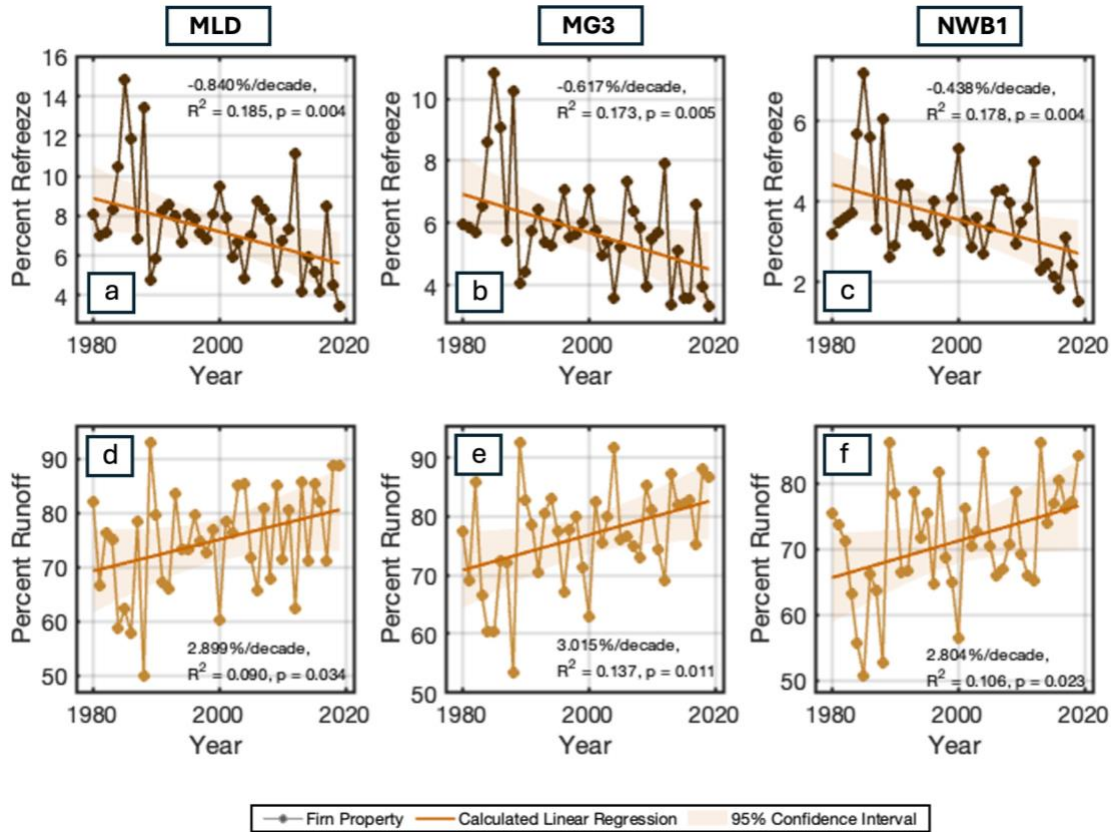 MLD
MG3
NWB1
Percent Refreeze
16
14
12
10
8
6
4
-0.840%/decade,
R² = 0.185, p = 0.004
a
1980 2000 2020
Year
Percent Refreeze
10
8
6
4
-0.617%/decade,
R² = 0.173, p = 0.005
b
1980 2000 2020
Year
Percent Refreeze
6
4
2
-0.438%/decade,
R² = 0.178, p = 0.004
c
1980 2000 2020
Year
Percent Runoff
90
80
70
60
50
d
2.899%/decade,
R² = 0.090, p = 0.034
1980 2000 2020
Year
Percent Runoff
90
80
70
60
50
e
3.015%/decade,
R² = 0.137, p = 0.011
1980 2000 2020
Year
Percent Runoff
80
70
60
50
f
2.804%/decade,
R² = 0.106, p = 0.023
1980 2000 2020
Year
Firn Property Calculated Linear Regression 95% Confidence Interval